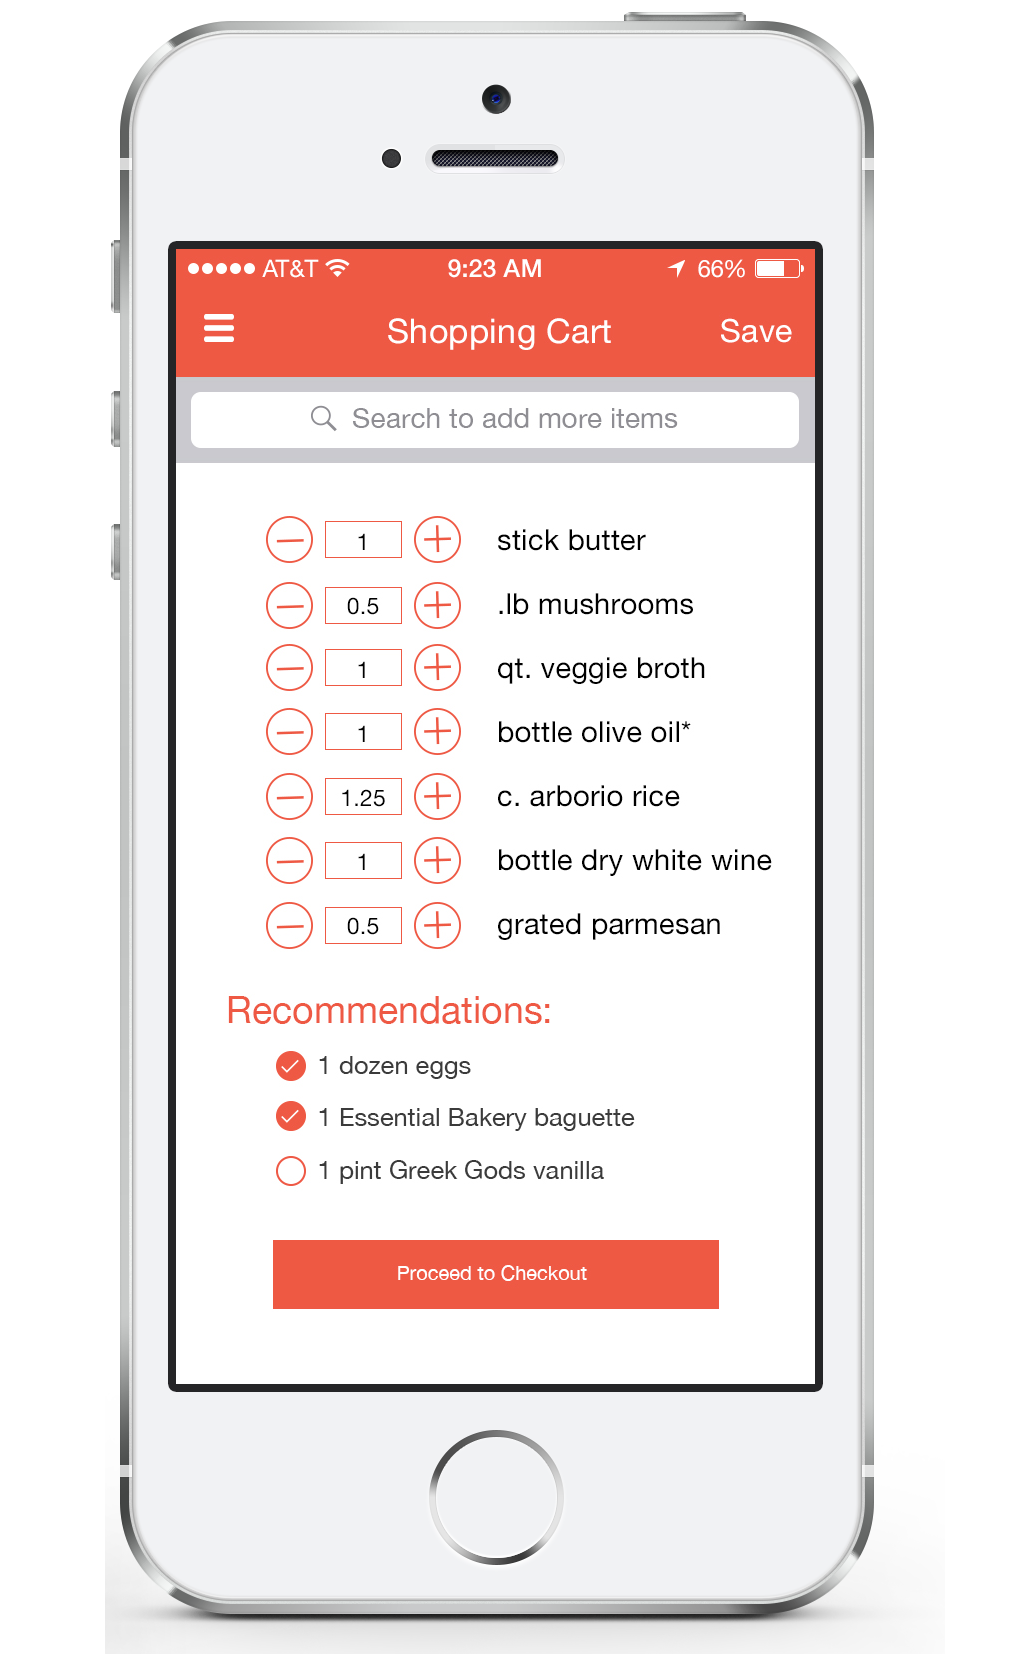 AT&T 9:23 AM 66%
Shopping Cart Save
Search to add more items
1 stick butter
0.5 .lb mushrooms
1 qt. veggie broth
1 bottle olive oil*
1.25 c. arborio rice
1 bottle dry white wine
0.5 grated parmesan
Recommendations:
1 dozen eggs
1 Essential Bakery baguette
1 pint Greek Gods vanilla
Proceed to Checkout